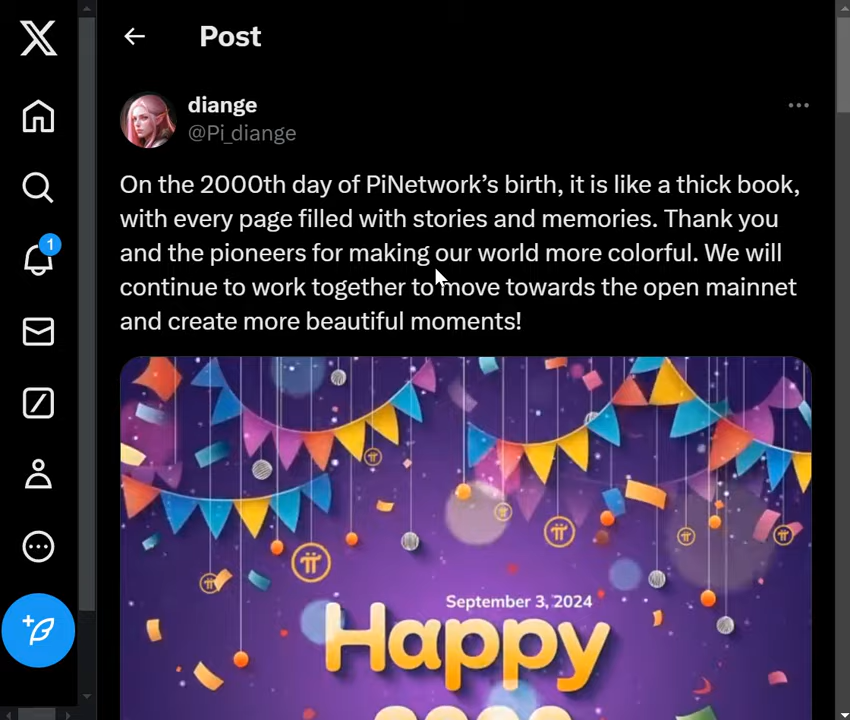 Post
diange
@Pi_diange
On the 2000th day of PiNetwork’s birth, it is like a thick book,
with every page filled with stories and memories. Thank you
and the pioneers for making our world more colorful. We will
continue to work together to move towards the open mainnet
and create more beautiful moments!
1
September 3, 2024
Happy